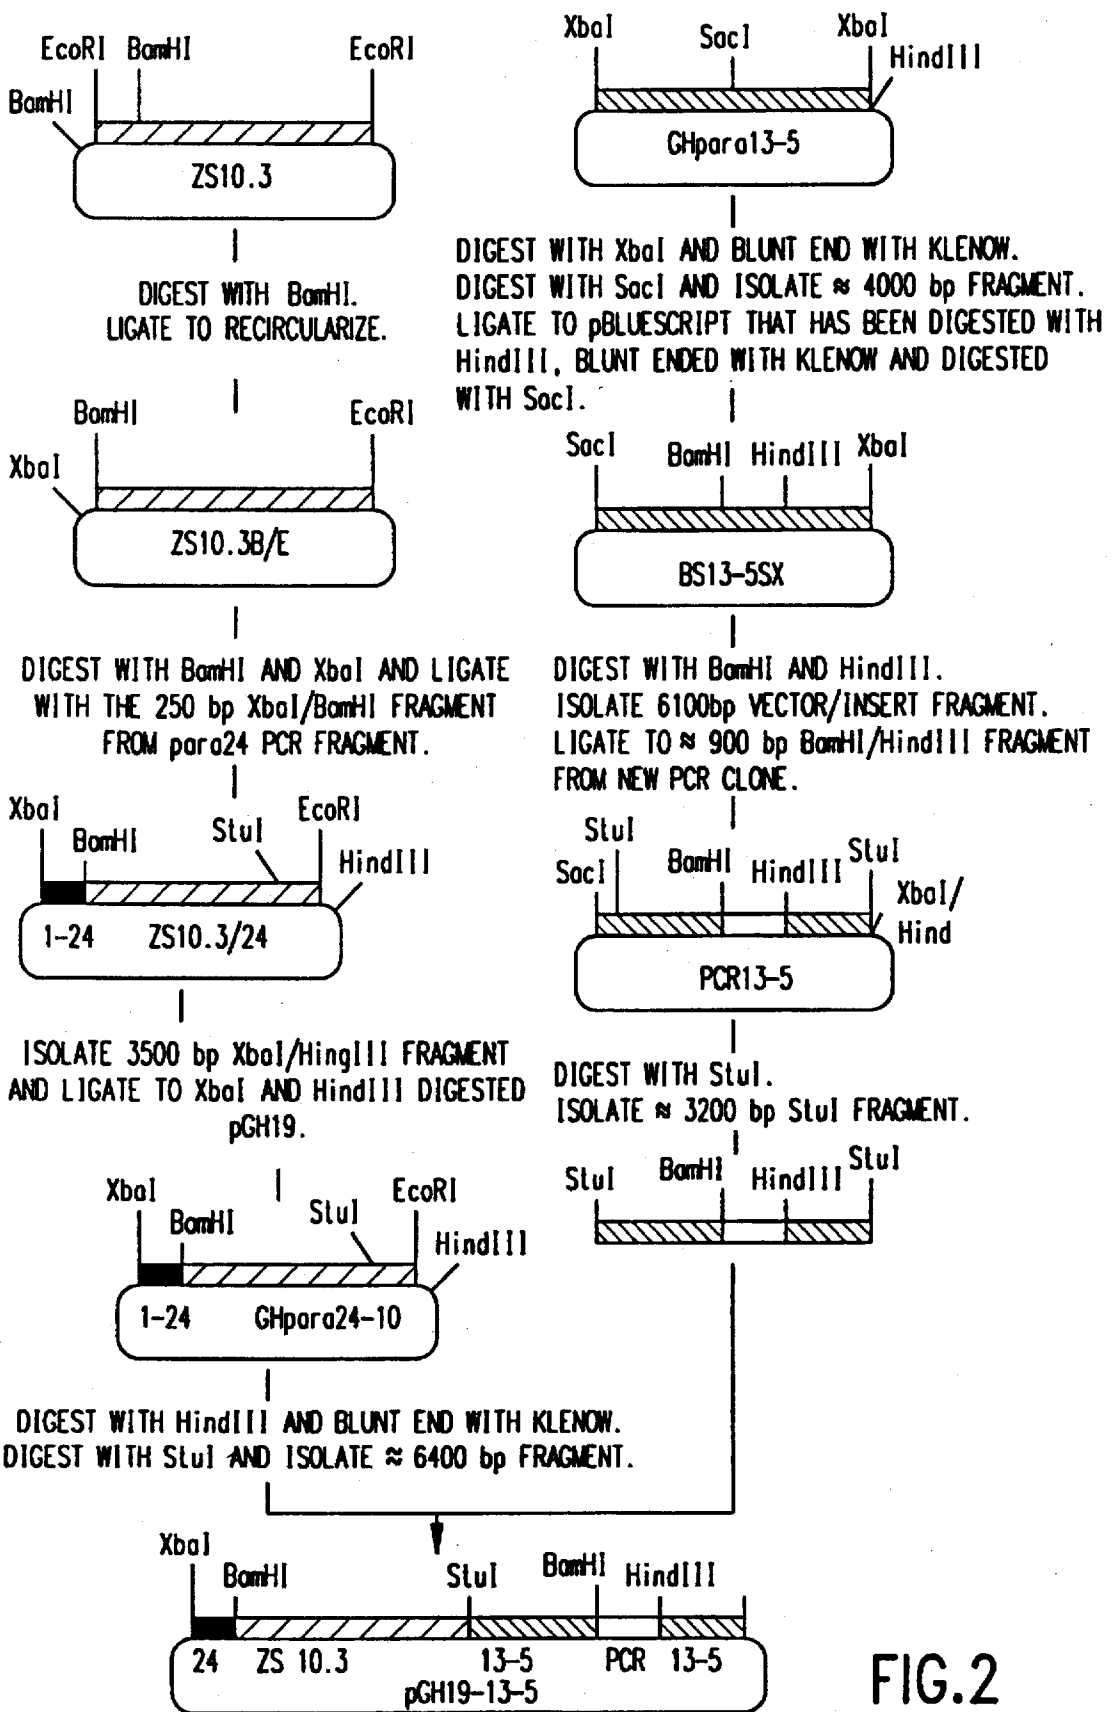 EcoRI BamHI EcoRI
BamHI
ZS10.3
DIGEST WITH BamHI.
LIGATE TO RECIRCULARIZE.
BamHI EcoRI
XbaI
ZS10.3B/E
DIGEST WITH BamHI AND XbaI AND LIGATE
WITH THE 250 bp XbaI/BamHI FRAGMENT
FROM para24 PCR FRAGMENT.
XbaI EcoRI
BamHI StuI
HindIII
1-24 ZS10.3/24
ISOLATE 3500 bp XbaI/HingIII FRAGMENT
AND LIGATE TO XbaI AND HindIII DIGESTED
pGH19.
XbaI EcoRI
BamHI StuI
HindIII
1-24 GHpara24-10
DIGEST WITH HindIII AND BLUNT END WITH KLENOW.
DIGEST WITH StuI AND ISOLATE ≈ 6400 bp FRAGMENT.
XbaI SacI XbaI
HindIII
GHpara13-5
DIGEST WITH XbaI AND BLUNT END WITH KLENOW.
DIGEST WITH SacI AND ISOLATE ≈ 4000 bp FRAGMENT.
LIGATE TO pBLUESCRIPT THAT HAS BEEN DIGESTED WITH
HindIII, BLUNT ENDED WITH KLENOW AND DIGESTED
WITH SacI.
SacI BamHI HindIII XbaI
BS13-5SX
DIGEST WITH BamHI AND HindIII.
ISOLATE 6100bp VECTOR/INSERT FRAGMENT.
LIGATE TO ≈ 900 bp BamHI/HindIII FRAGMENT
FROM NEW PCR CLONE.
StuI StuI
SacI BamHI HindIII
XbaI/
Hind
PCR13-5
DIGEST WITH StuI.
ISOLATE ≈ 3200 bp StuI FRAGMENT.
StuI BamHI HindIII StuI
XbaI
BamHI StuI BamHI HindIII
24 ZS 10.3 13-5 PCR 13-5
pGH19-13-5
FIG.2